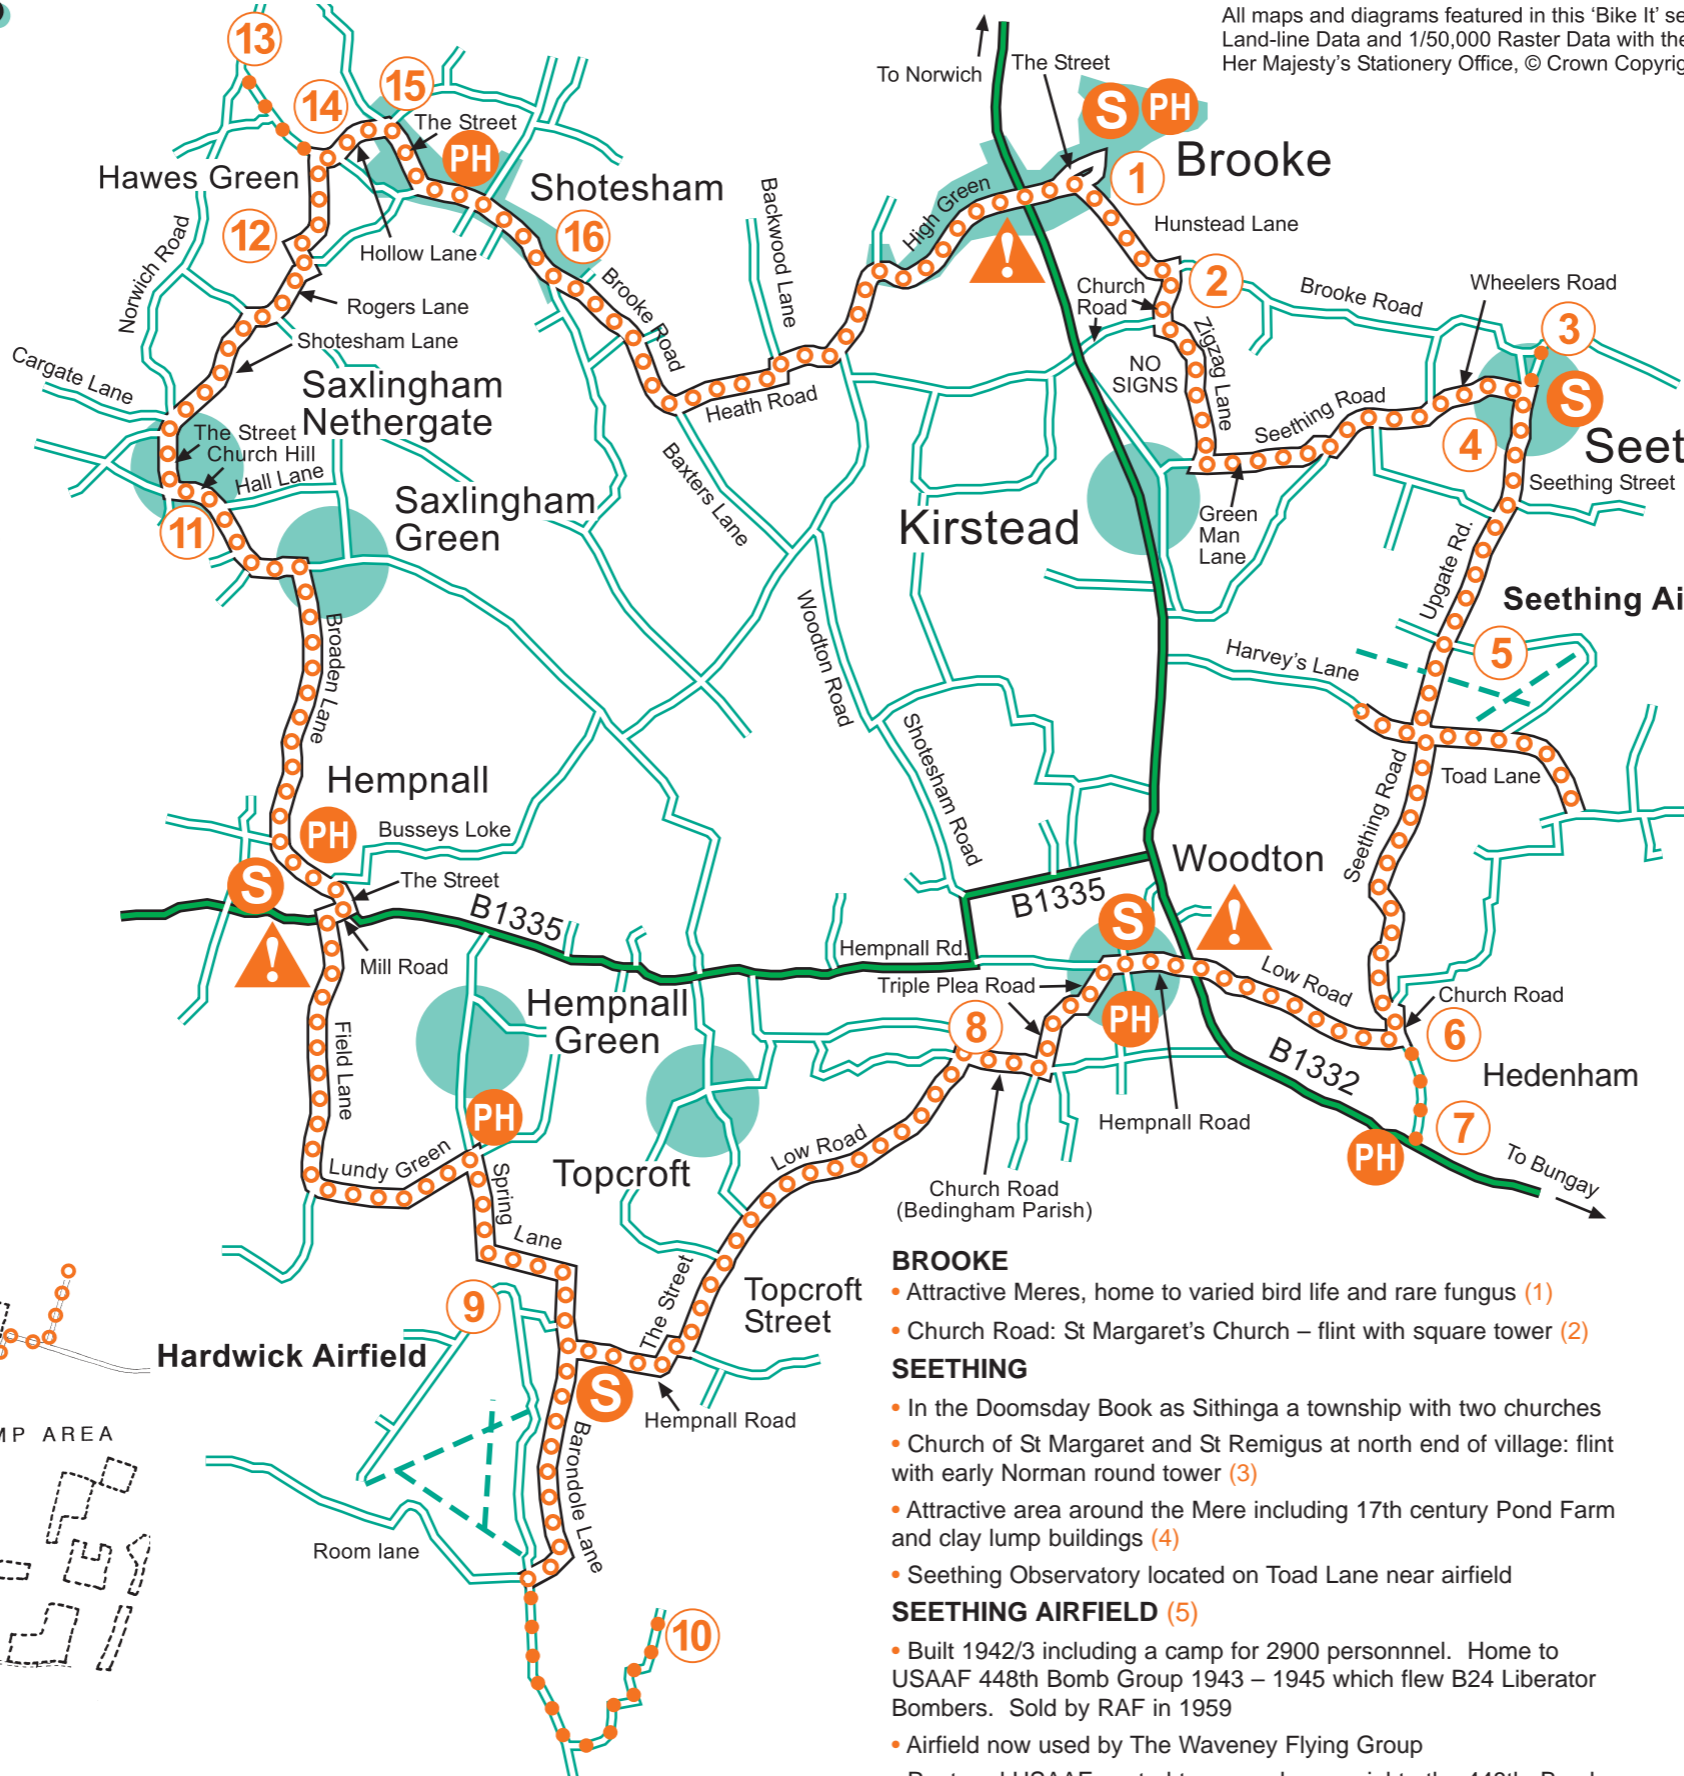 All maps and diagrams featured in this ‘Bike It’ se
Land-line Data and 1/50,000 Raster Data with the
Her Majesty’s Stationery Office, © Crown Copyrig
13
14
15
The Street
PH
Hawes Green
Shotesham
12
16
Hollow Lane
Norwich Road
Rogers Lane
Shotesham Lane
Brooke Road
Backwood Lane
Cargate Lane
Saxlingham
Nethergate
The Street
Church Hill
Hall Lane
11
Saxlingham
Green
Heath Road
Baxters Lane
To Norwich
The Street
S
PH
1
Brooke
High Green
!
Hunstead Lane
2
Church
Road
Zigzag Lane
NO
SIGNS
Brooke Road
Wheelers Road
3
S
Seething Road
4
Seet
Seething Street
Green
Man
Lane
Kirstead
Upgate Rd.
Seething Ai
5
Harvey’s Lane
Toad Lane
Seething Road
Woodton Road
Shotesham Road
Broaden Lane
Hempnall
PH
Busseys Loke
S
The Street
!
Mill Road
B1335
B1335
Hempnall Rd.
Woodton
S
!
Triple Plea Road
PH
Low Road
Church Road
6
Hedenham
8
B1332
7
PH
To Bungay
Hempnall Road
Church Road
(Bedingham Parish)
Hempnall
Green
Field Lane
PH
Lundy Green
Spring
Lane
Topcroft
Low Road
The Street
Topcroft
Street
9
Hardwick Airfield
S
Hempnall Road
Barondole Lane
Room lane
10
MP AREA
BROOKE
• Attractive Meres, home to varied bird life and rare fungus (1)
• Church Road: St Margaret’s Church – flint with square tower (2)
SEETHING
• In the Doomsday Book as Sithinga a township with two churches
• Church of St Margaret and St Remigus at north end of village: flint
with early Norman round tower (3)
• Attractive area around the Mere including 17th century Pond Farm
and clay lump buildings (4)
• Seething Observatory located on Toad Lane near airfield
SEETHING AIRFIELD (5)
• Built 1942/3 including a camp for 2900 personnnel. Home to
USAAF 448th Bomb Group 1943 – 1945 which flew B24 Liberator
Bombers. Sold by RAF in 1959
• Airfield now used by The Waveney Flying Group